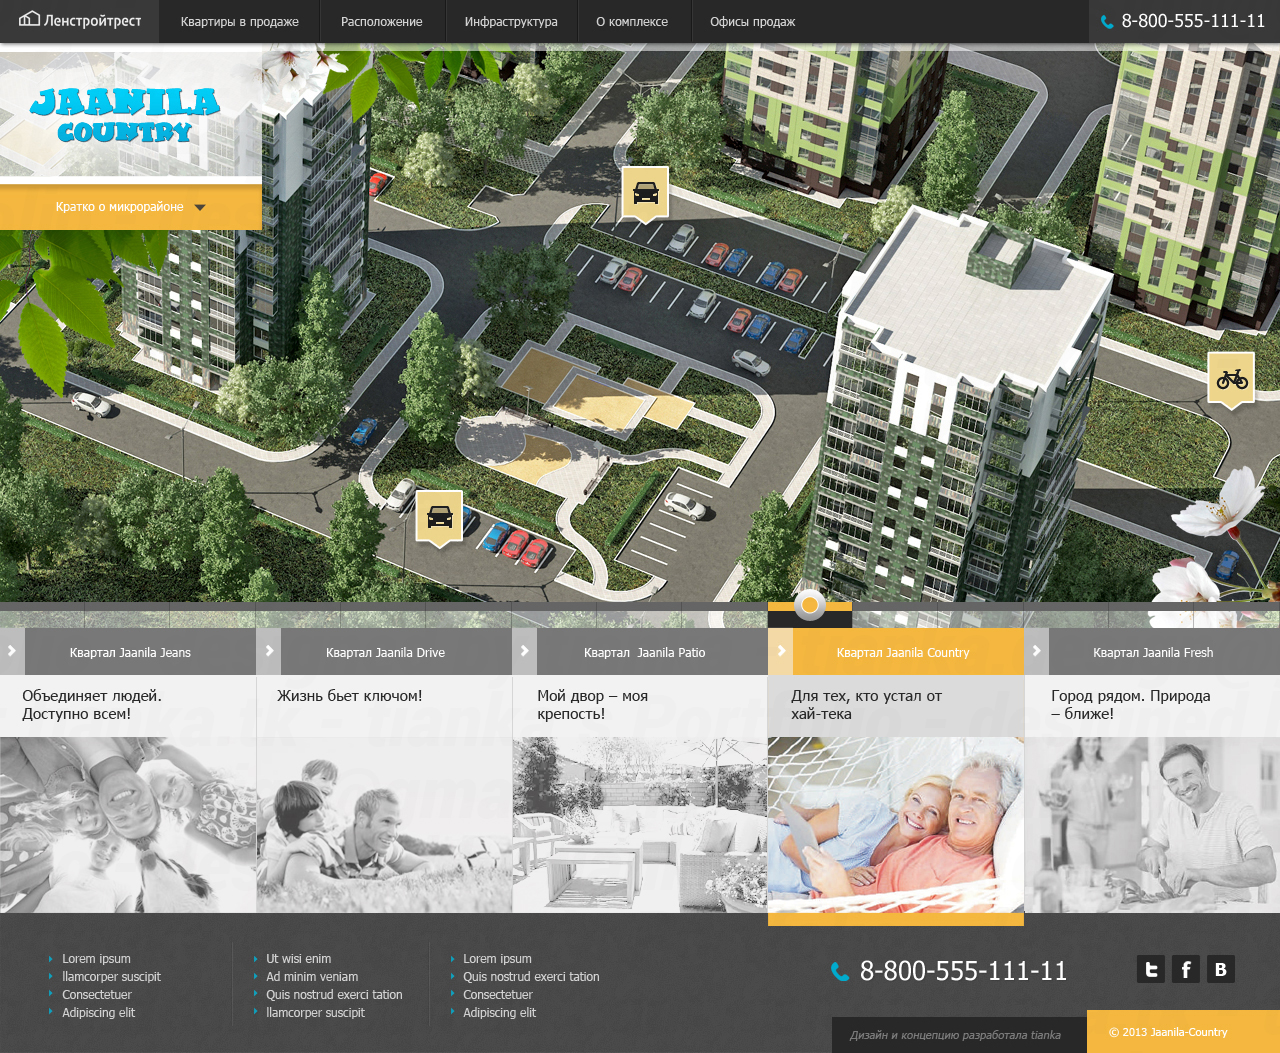 Ленстройтрест
Квартиры в продаже
Расположение
Инфраструктура
О комплексе
Офисы продаж
8-800-555-111-11
JAANILA
COUNTRY
Кратко о микрорайоне
Квартал Jaanila Jeans
Квартал Jaanila Drive
Квартал Jaanila Patio
Квартал Jaanila Country
Квартал Jaanila Fresh
Объединяет людей.
Доступно всем!
Жизнь бьет ключом!
Мой двор – моя
крепость!
Для тех, кто устал от
хай-тека
Город рядом. Природа
– ближе!
Lorem ipsum
llamcorper suscipit
Consectetuer
Adipiscing elit
Ut wisi enim
Ad minim veniam
Quis nostrud exerci tation
llamcorper suscipit
Lorem ipsum
Quis nostrud exerci tation
Consectetuer
Adipiscing elit
8-800-555-111-11
Дизайн и концепцию разработала tianka
© 2013 Jaanila-Country